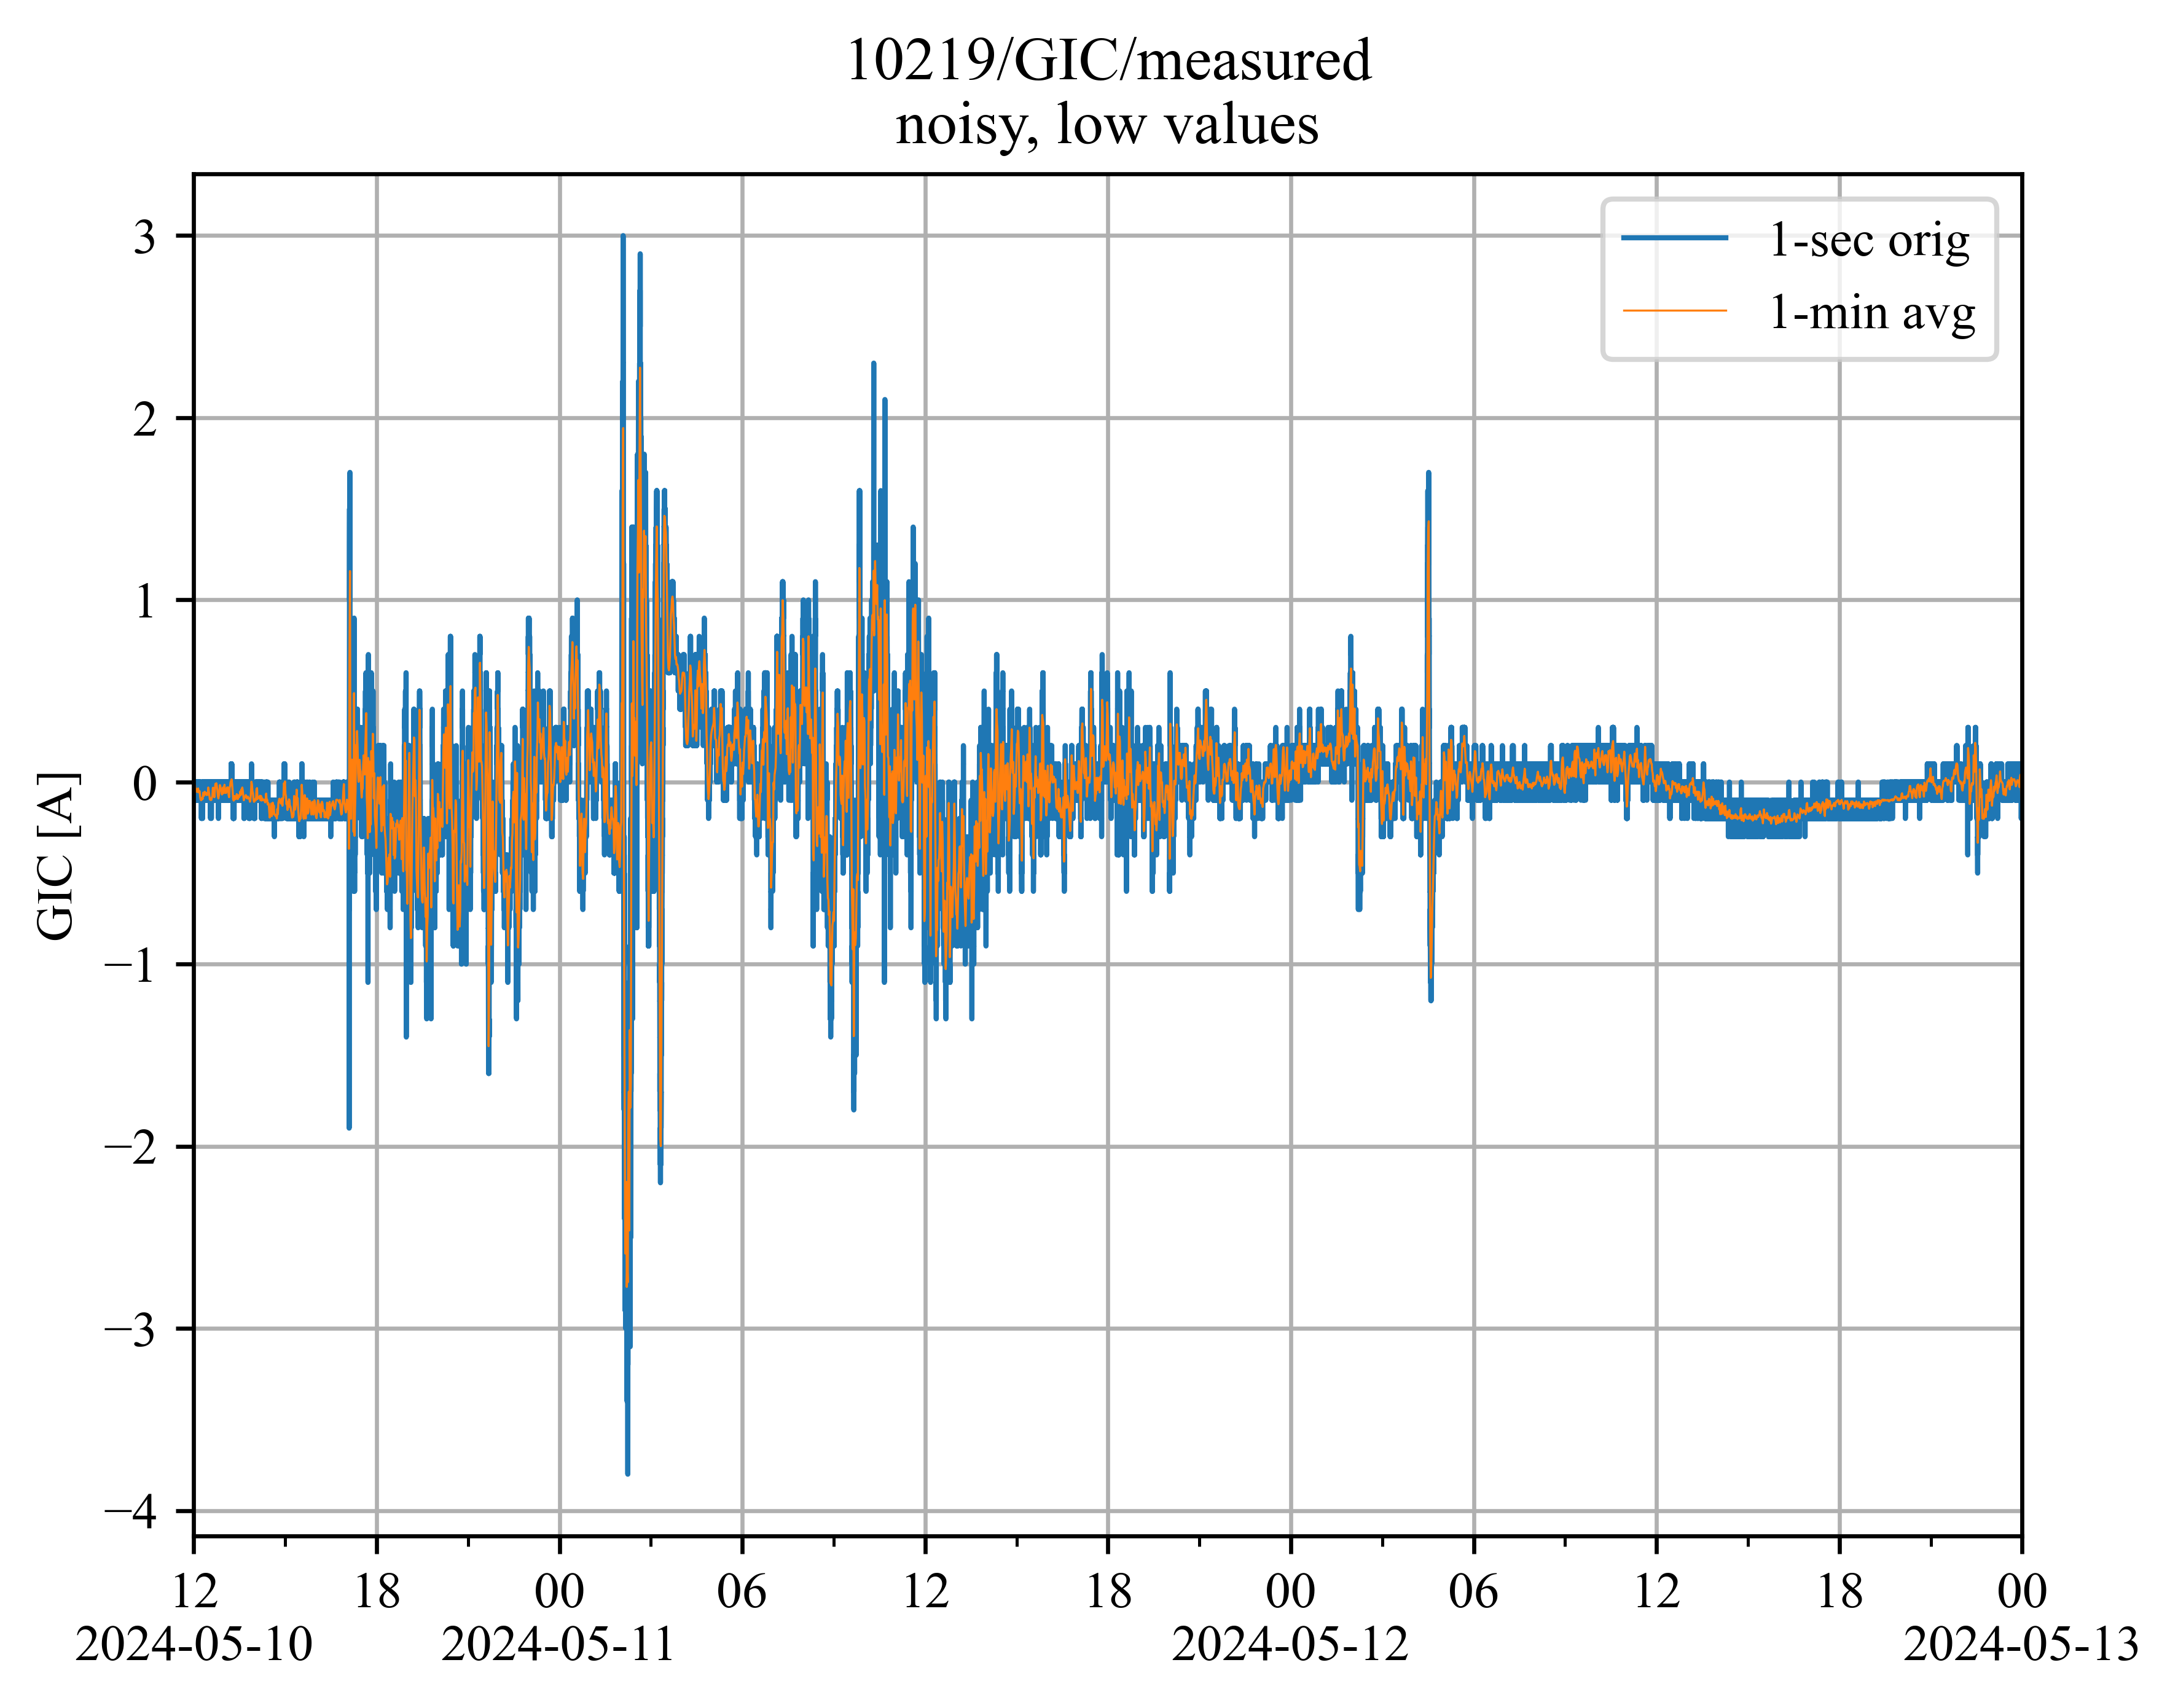 10219/GIC/measured
noisy, low values
1-sec orig
1-min avg
GIC [A]
3
2
1
0
−1
−2
−3
−4
12 18 00 06 12 18 00 06 12 18 00
2024-05-10 2024-05-11 2024-05-12 2024-05-13